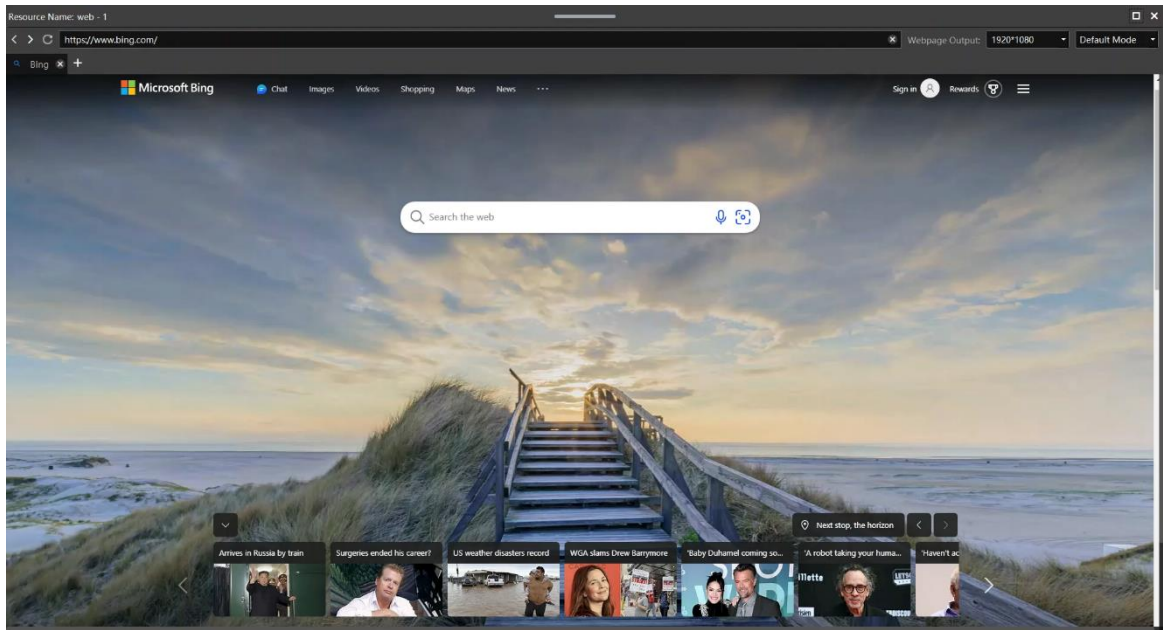 Resource Name: web - 1
https://www.bing.com/
Webpage Output: 1920*1080 Default Mode
Bing
Microsoft Bing Chat Images Videos Shopping Maps News ... Sign in Rewards
Search the web
Next stop, the horizon
Arrives in Russia by train
Surgeries ended his career?
US weather disasters record
WGA slams Drew Barrymore
'Baby Duhamel coming so...
'A robot taking your huma...
'Haven't ac